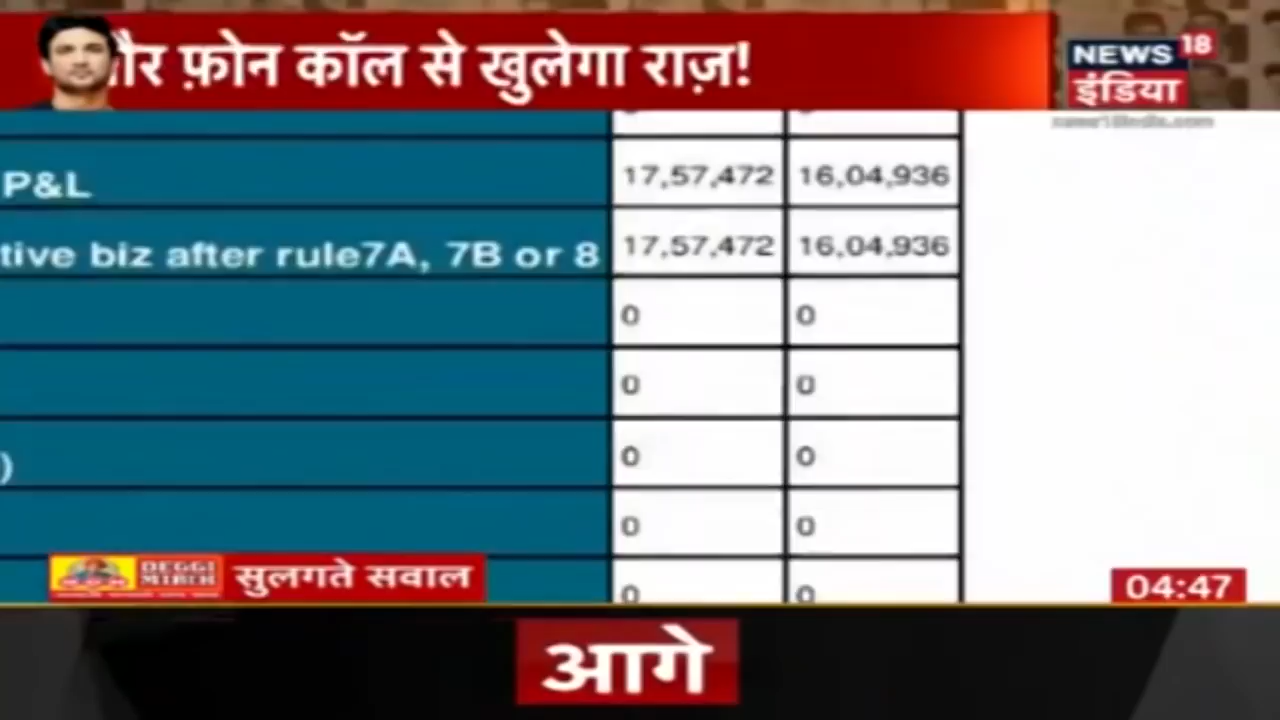 और फ़ोन कॉल से खुलेगा राज़!
NEWS 18
इंडिया
P&L 17,57,472 16,04,936
tive biz after rule7A, 7B or 8 17,57,472 16,04,936
0 0
0 0
) 0 0
0 0
0 0
DEGGI
MIRCH
सुलगते सवाल
04:47
आगे